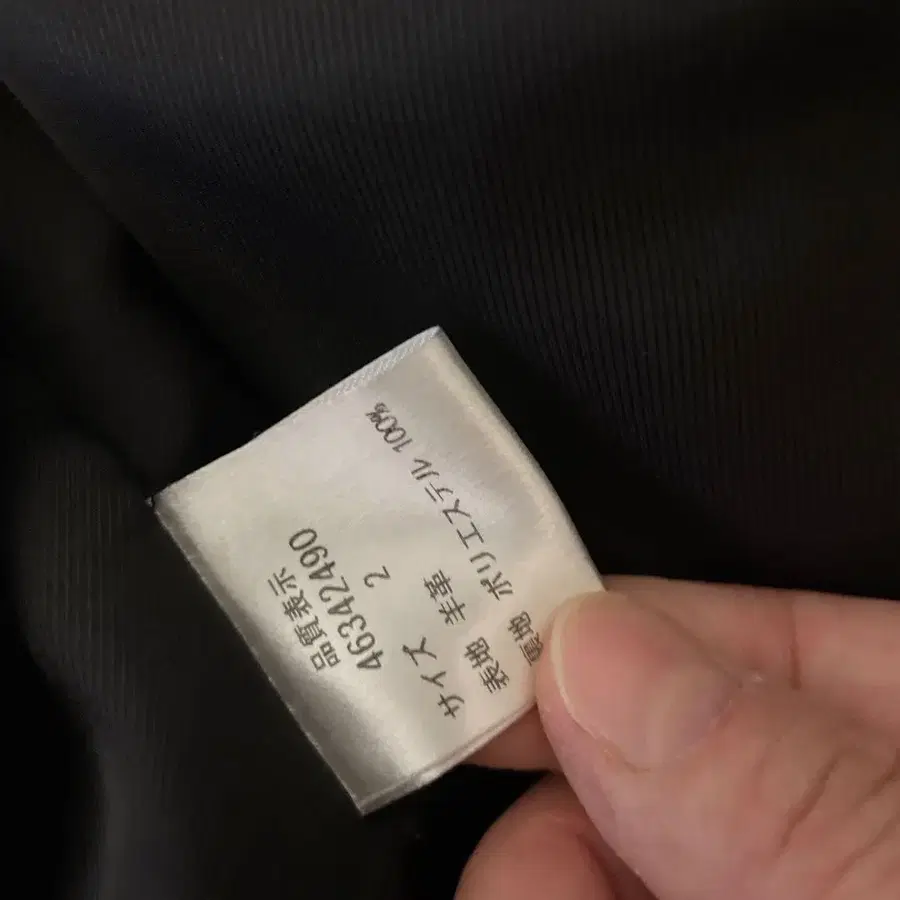 品質表示
46342490
サイズ 2
表地 羊革
裏地 ポリエステル 100%